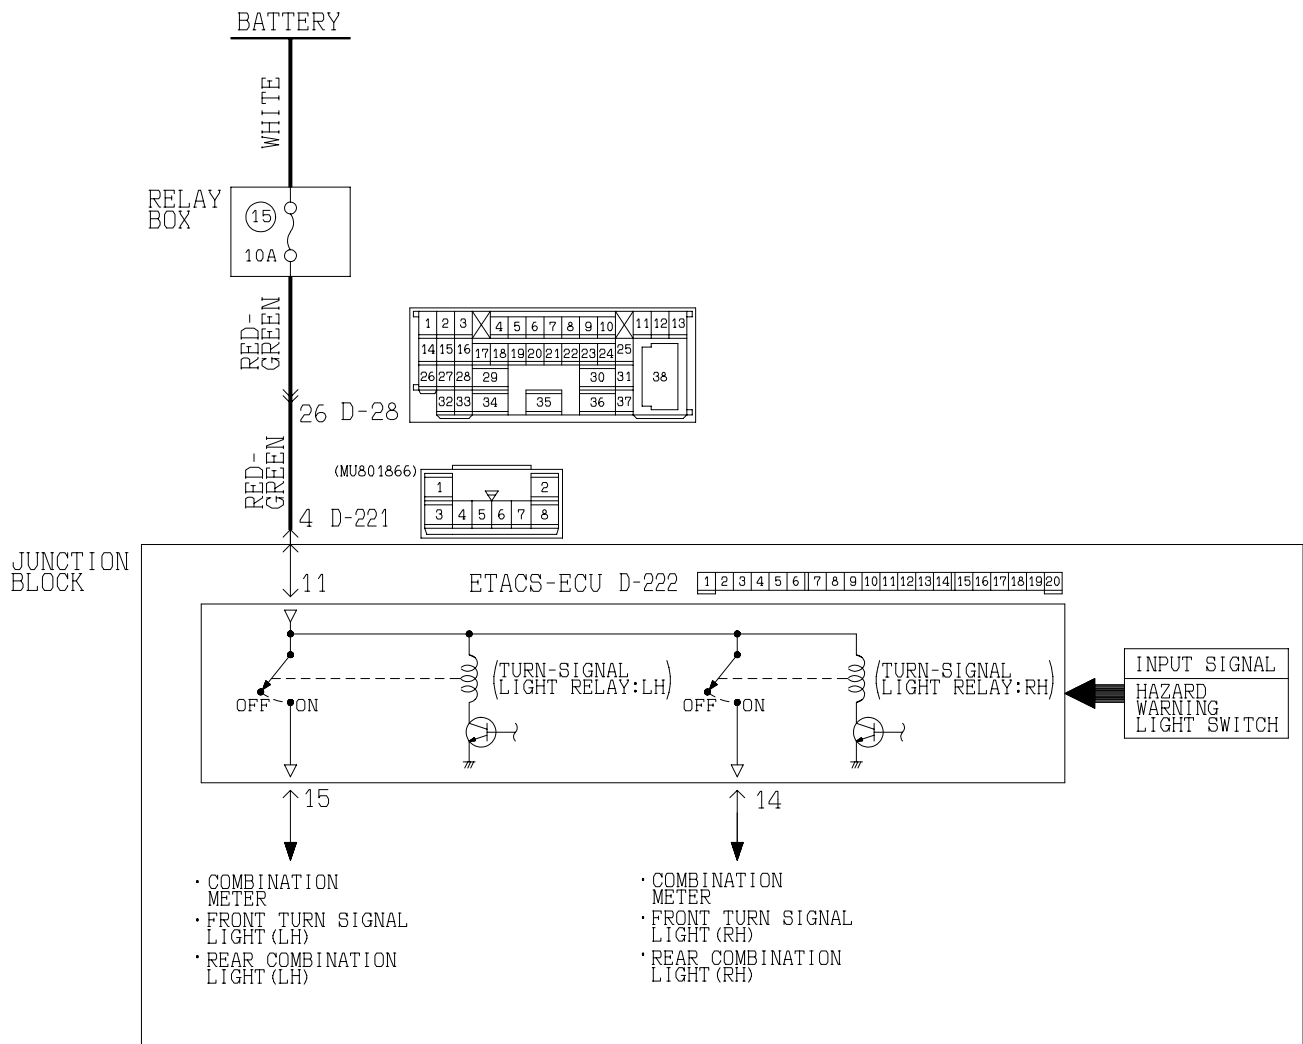 BATTERY
WHITE
RELAY
BOX
15
10A
RED-
GREEN
1 2 3 4 5 6 7 8 9 10 11 12 13
14 15 16 17 18 19 20 21 22 23 24 25
26 27 28 29 30 31 38
32 33 34 35 36 37
26 D-28
RED-
GREEN
(MU801866)
1 2
3 4 5 6 7 8
4 D-221
JUNCTION
BLOCK
11
ETACS-ECU D-222
1 2 3 4 5 6 7 8 9 10 11 12 13 14 15 16 17 18 19 20
(TURN-SIGNAL
LIGHT RELAY:LH)
OFF ON
(TURN-SIGNAL
LIGHT RELAY:RH)
OFF ON
INPUT SIGNAL
HAZARD
WARNING
LIGHT SWITCH
15
14
· COMBINATION
METER
· FRONT TURN SIGNAL
LIGHT(LH)
· REAR COMBINATION
LIGHT(LH)
· COMBINATION
METER
· FRONT TURN SIGNAL
LIGHT(RH)
· REAR COMBINATION
LIGHT(RH)